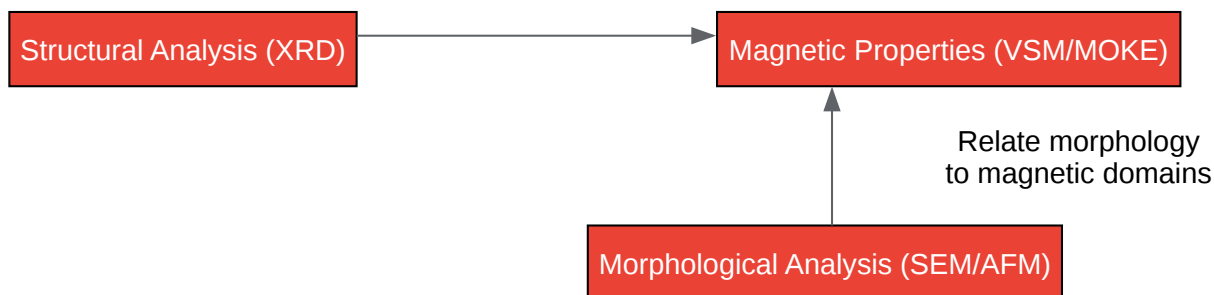 Structural Analysis (XRD)
Magnetic Properties (VSM/MOKE)
Relate morphology
to magnetic domains
Morphological Analysis (SEM/AFM)